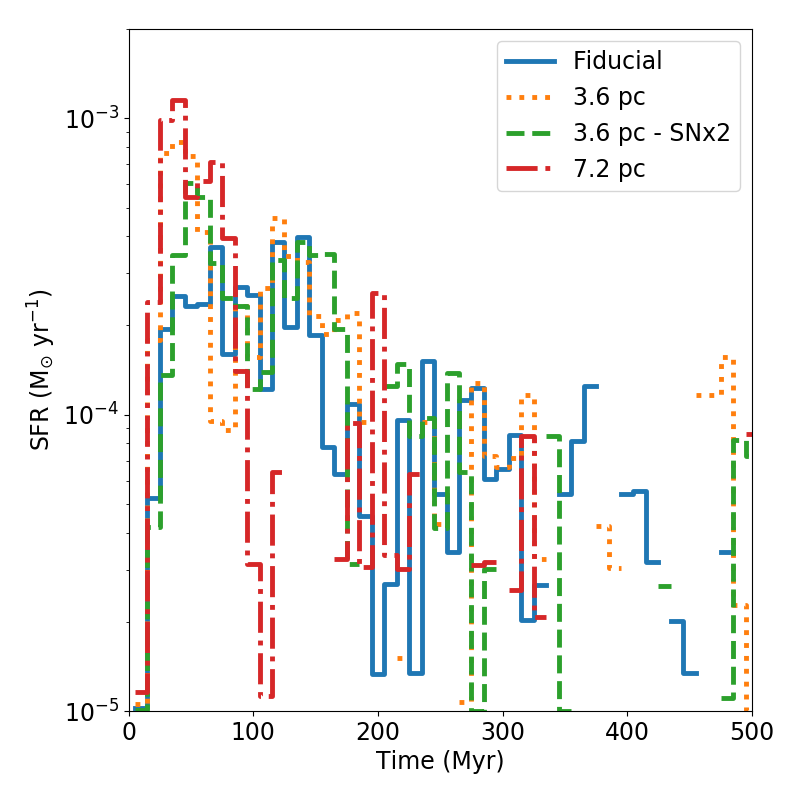 Fiducial
3.6 pc
3.6 pc - SNx2
7.2 pc
10⁻³
10⁻⁴
10⁻⁵
SFR (M⊙ yr⁻¹)
0 100 200 300 400 500
Time (Myr)